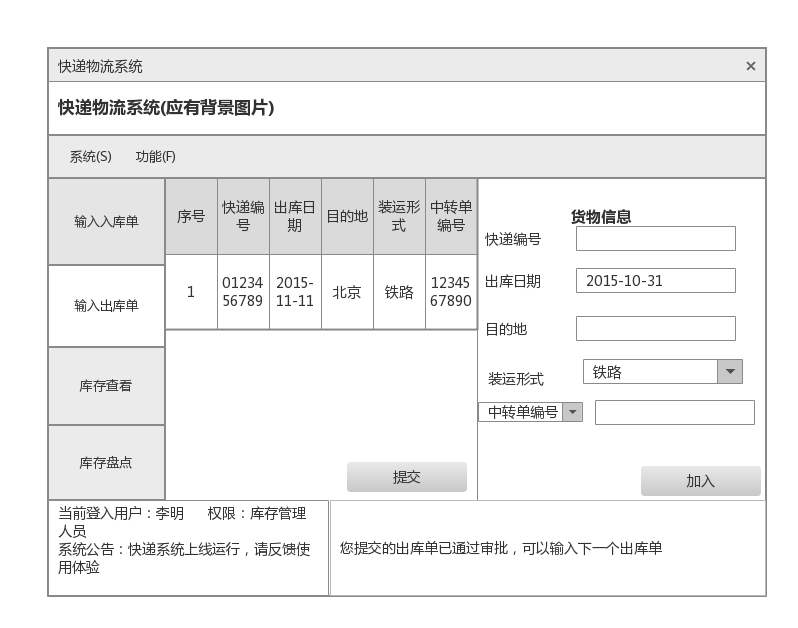 快递物流系统
×
快递物流系统(应有背景图片)
系统(S) 功能(F)
输入入库单
输入出库单
库存查看
库存盘点
序号 快递编号 出库日期 目的地 装运形式 中转单编号
1 0123456789 2015-11-11 北京 铁路 1234567890
提交
货物信息
快递编号
出库日期 2015-10-31
目的地
装运形式 铁路
中转单编号
加入
当前登入用户：李明 权限：库存管理
人员
系统公告：快递系统上线运行，请反馈使
用体验
您提交的出库单已通过审批，可以输入下一个出库单